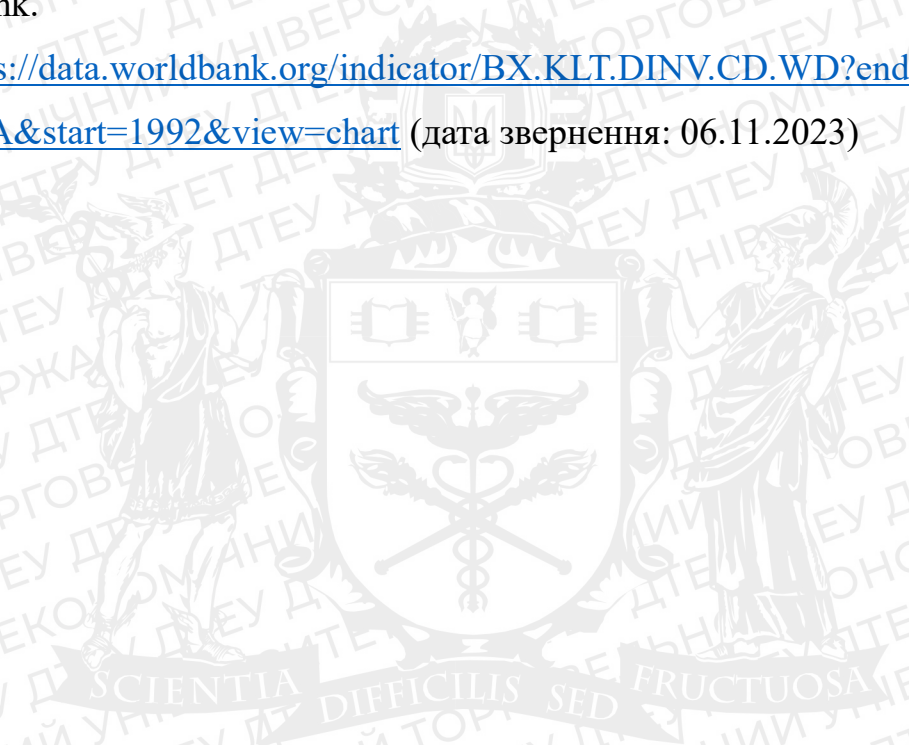 nk.
s://data.worldbank.org/indicator/BX.KLT.DINV.CD.WD?end
A&start=1992&view=chart (дата звернення: 06.11.2023)
SCIENTIA DIFFICILIS SED FRUCTUOSA